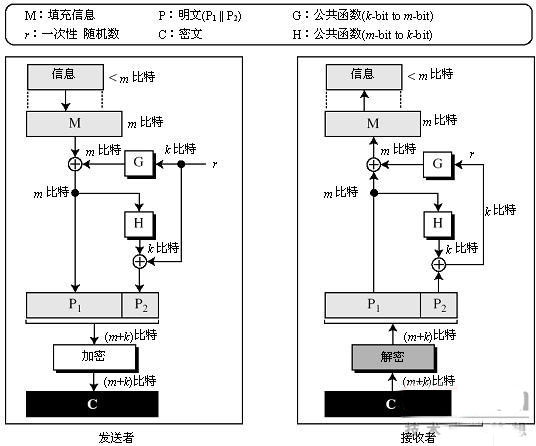 M：填充信息 P：明文(P₁ ∥ P₂) G：公共函数(k-bit to m-bit)
r：一次性 随机数 C：密文 H：公共函数(m-bit to k-bit)
信息 <m 比特
M m 比特
m 比特 k 比特
G r
m 比特
H
k 比特
P₁ P₂
(m+k)比特
加密
(m+k)比特
C
发送者
信息 <m 比特
M m 比特
m 比特
G r
m 比特
k 比特
H
k 比特
P₁ P₂
(m+k)比特
解密
(m+k)比特
C
接收者
技术